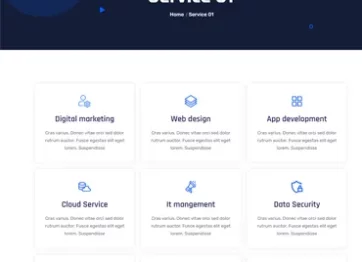 Service 01
Home / Service 01
Digital marketing
Web design
App development
Cras varius. Donec vitae orci sed dolor
rutrum auctor. Fusce egestas elit eget
lorem. Suspendisse
Cras varius. Donec vitae orci sed dolor
rutrum auctor. Fusce egestas elit eget
lorem. Suspendisse
Cras varius. Donec vitae orci sed dolor
rutrum auctor. Fusce egestas elit eget
lorem. Suspendisse
Cloud Service
It mangement
Data Security
Cras varius. Donec vitae orci sed dolor
rutrum auctor. Fusce egestas elit eget
lorem. Suspendisse
Cras varius. Donec vitae orci sed dolor
rutrum auctor. Fusce egestas elit eget
lorem. Suspendisse
Cras varius. Donec vitae orci sed dolor
rutrum auctor. Fusce egestas elit eget
lorem. Suspendisse